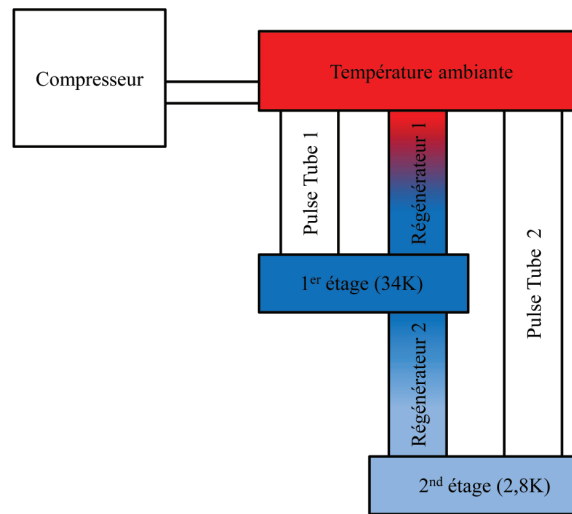 Compresseur
Température ambiante
Pulse Tube 1
Régénérateur 1
Pulse Tube 2
1er étage (34K)
Régénérateur 2
2nd étage (2,8K)